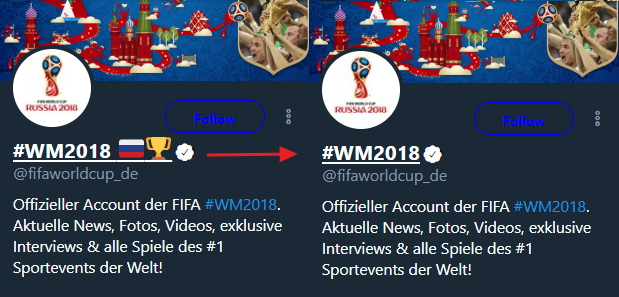 FIFA WORLD CUP
RUSSIA 2018
Follow
#WM2018
@fifaworldcup_de
Offizieller Account der FIFA #WM2018.
Aktuelle News, Fotos, Videos, exklusive
Interviews & alle Spiele des #1
Sportevents der Welt!
FIFA WORLD CUP
RUSSIA 2018
Follow
#WM2018
@fifaworldcup_de
Offizieller Account der FIFA #WM2018.
Aktuelle News, Fotos, Videos, exklusive
Interviews & alle Spiele des #1
Sportevents der Welt!